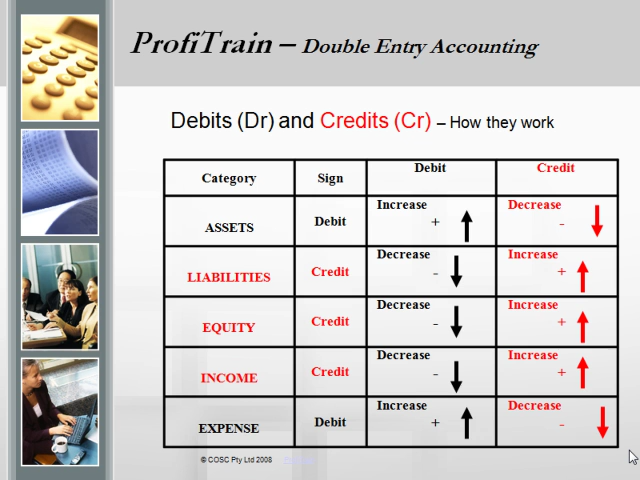 ProfiTrain – Double Entry Accounting
Debits (Dr) and Credits (Cr) – How they work
Category Sign Debit Credit
ASSETS Debit Increase + Decrease -
LIABILITIES Credit Decrease - Increase +
EQUITY Credit Decrease - Increase +
INCOME Credit Decrease - Increase +
EXPENSE Debit Increase + Decrease -
© COSC Pty Ltd 2008